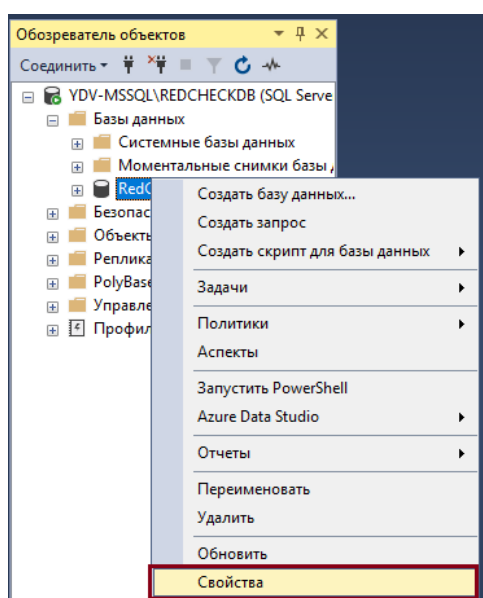 Обозреватель объектов
Соединить
YDV-MSSQL\REDCHECKDB (SQL Serve
Базы данных
Системные базы данных
Моментальные снимки базы
RedC
Безопас
Объекты
Реплика
PolyBase
Управле
Профил
Создать базу данных...
Создать запрос
Создать скрипт для базы данных
Задачи
Политики
Аспекты
Запустить PowerShell
Azure Data Studio
Отчеты
Переименовать
Удалить
Обновить
Свойства